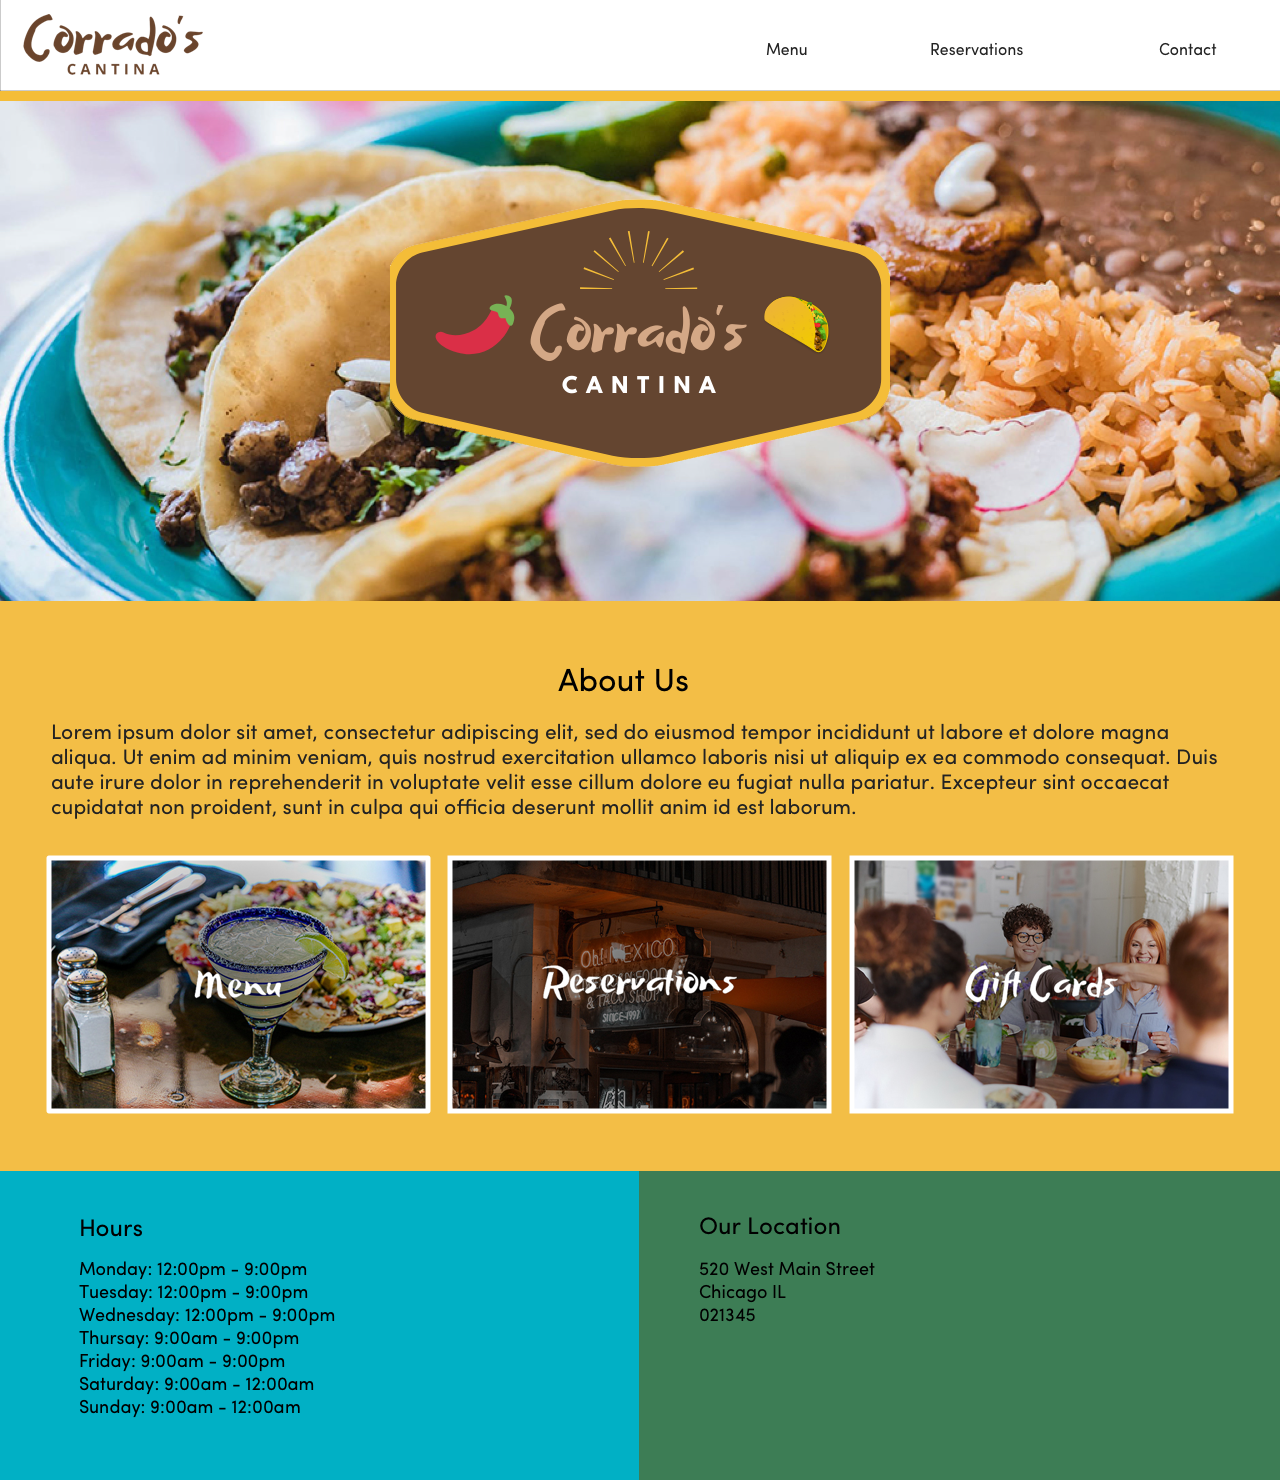 Corrado's
CANTINA
Menu
Reservations
Contact
Corrado's
CANTINA
About Us
Lorem ipsum dolor sit amet, consectetur adipiscing elit, sed do eiusmod tempor incididunt ut labore et dolore magna
aliqua. Ut enim ad minim veniam, quis nostrud exercitation ullamco laboris nisi ut aliquip ex ea commodo consequat. Duis
aute irure dolor in reprehenderit in voluptate velit esse cillum dolore eu fugiat nulla pariatur. Excepteur sint occaecat
cupidatat non proident, sunt in culpa qui officia deserunt mollit anim id est laborum.
Menu
Oh! MEXICO
Reservations
& TACO SHOP
SINCE-1997
Gift Cards
Hours
Monday: 12:00pm - 9:00pm
Tuesday: 12:00pm - 9:00pm
Wednesday: 12:00pm - 9:00pm
Thursay: 9:00am - 9:00pm
Friday: 9:00am - 9:00pm
Saturday: 9:00am - 12:00am
Sunday: 9:00am - 12:00am
Our Location
520 West Main Street
Chicago IL
021345